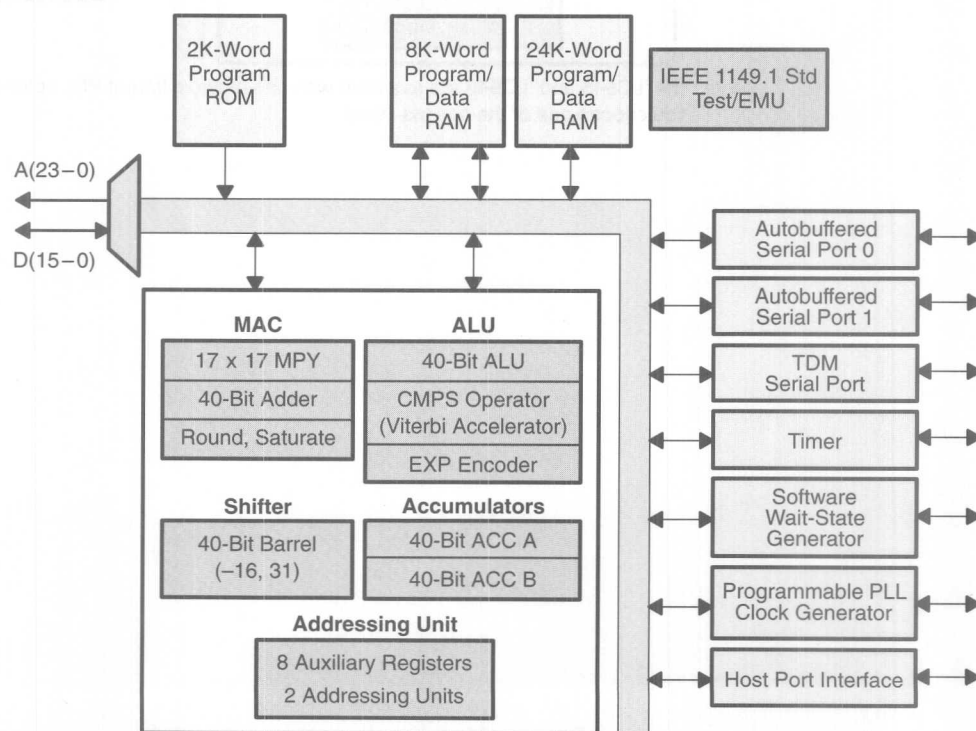 2K-Word
Program
ROM
8K-Word
Program/
Data
RAM
24K-Word
Program/
Data
RAM
IEEE 1149.1 Std
Test/EMU
A(23–0)
D(15–0)
MAC
17 x 17 MPY
40-Bit Adder
Round, Saturate
ALU
40-Bit ALU
CMPS Operator
(Viterbi Accelerator)
EXP Encoder
Shifter
40-Bit Barrel
(–16, 31)
Accumulators
40-Bit ACC A
40-Bit ACC B
Addressing Unit
8 Auxiliary Registers
2 Addressing Units
Autobuffered
Serial Port 0
Autobuffered
Serial Port 1
TDM
Serial Port
Timer
Software
Wait-State
Generator
Programmable PLL
Clock Generator
Host Port Interface